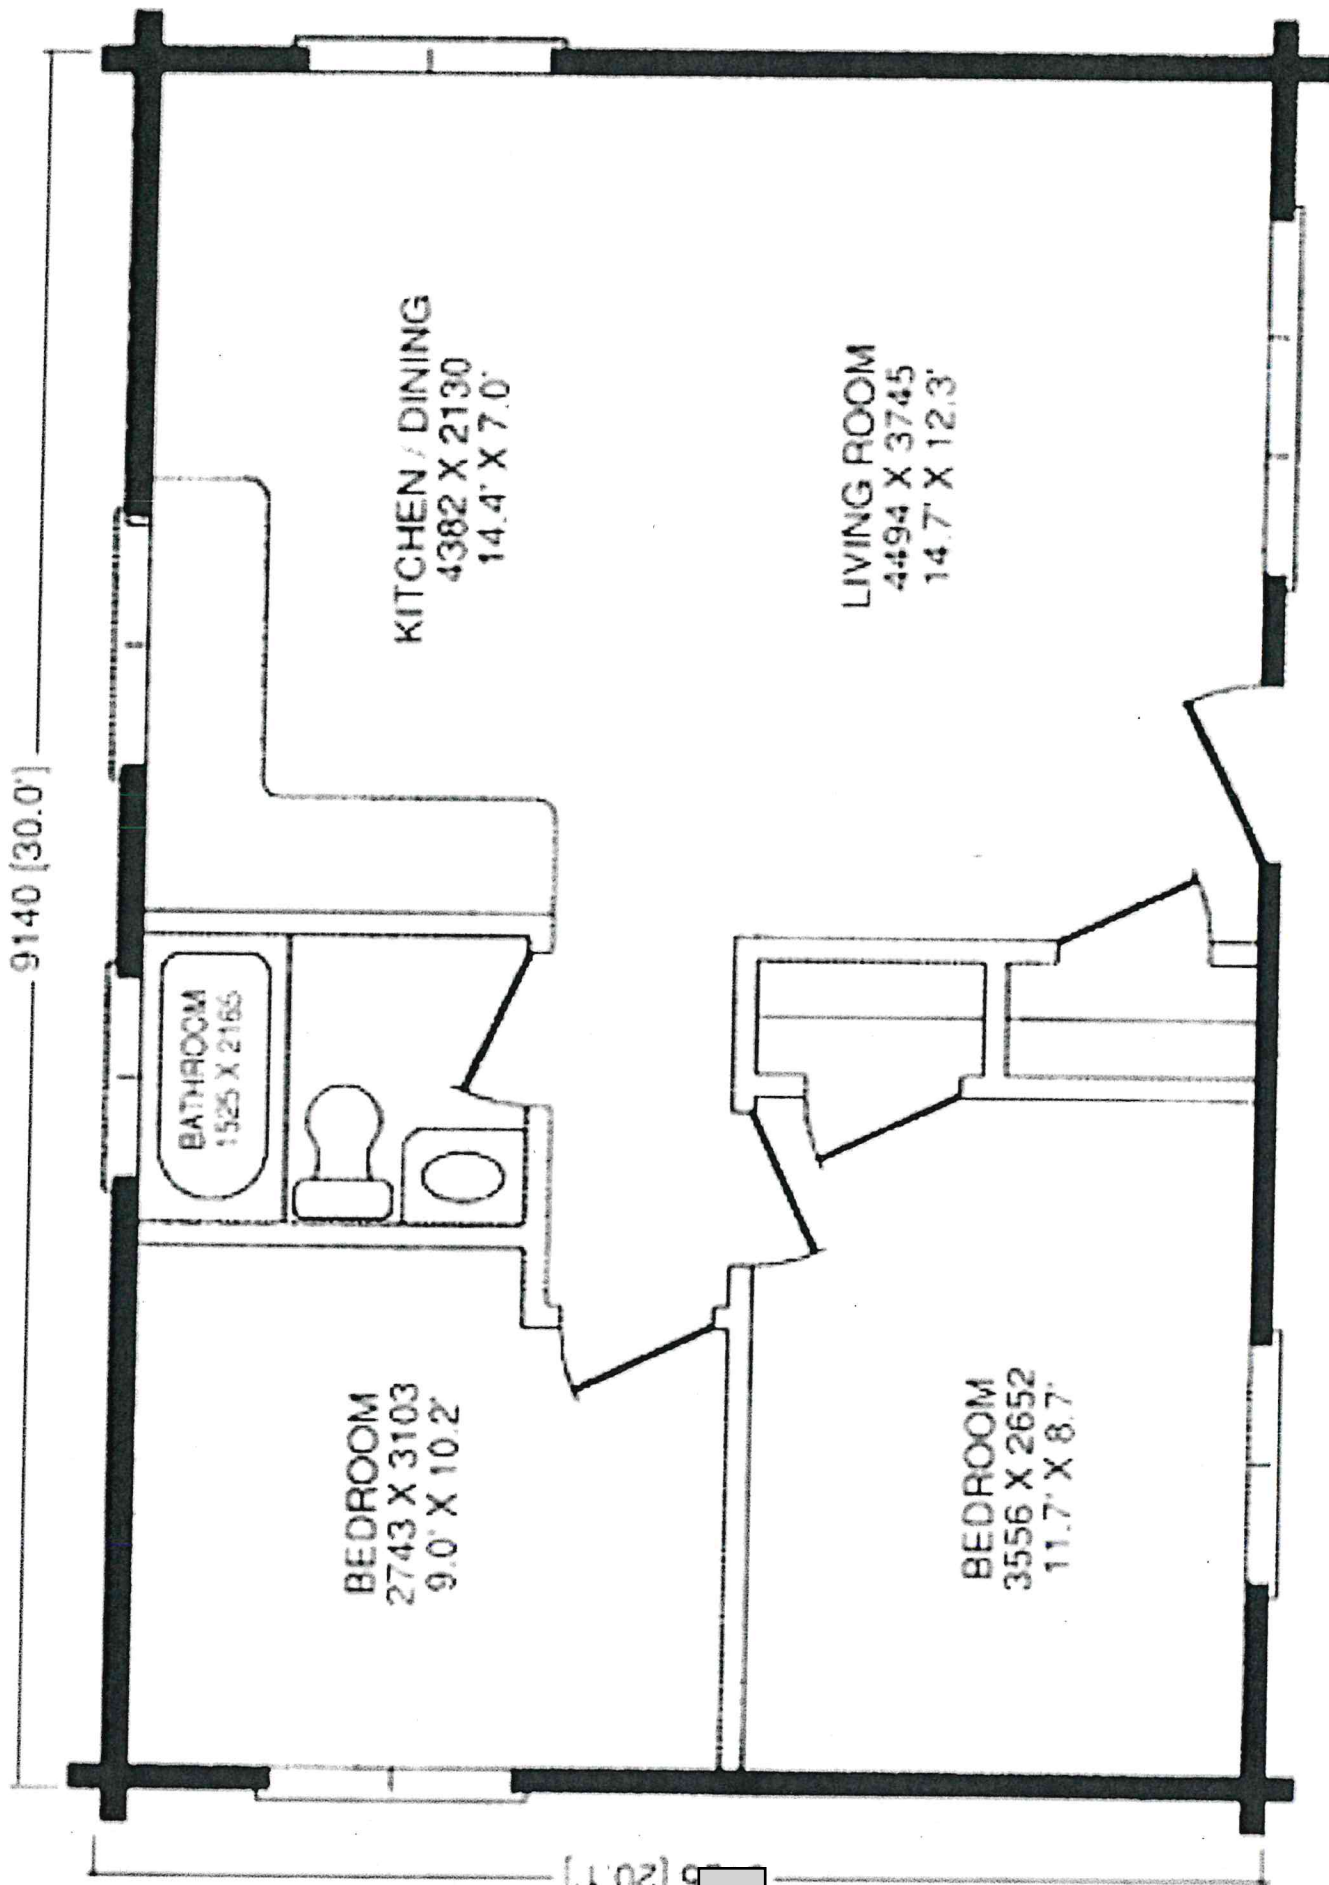 9140 [30.0']
KITCHEN / DINING
4382 X 2130
14.4' X 7.0'
LIVING ROOM
4494 X 3745
14.7' X 12.3'
BATHROOM
1525 X 2165
BEDROOM
2743 X 3103
9.0' X 10.2'
BEDROOM
3556 X 2652
11.7' X 8.7'